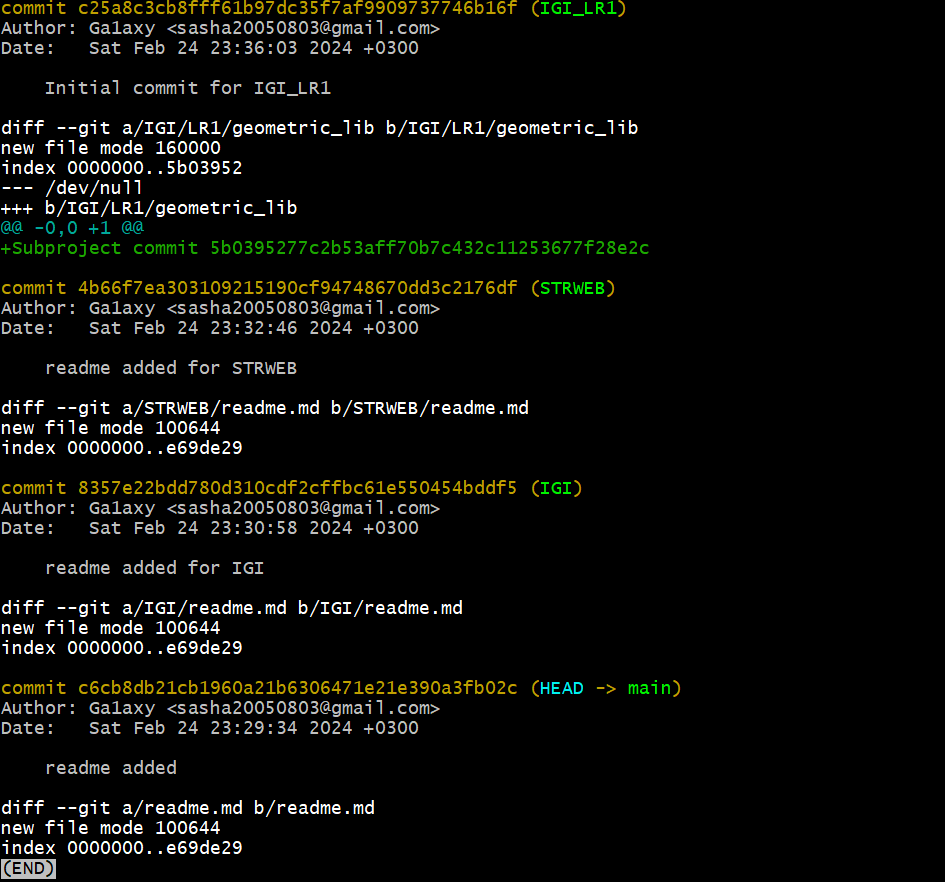 commit c25a8c3cb8fff61b97dc35f7af9909737746b16f (IGI_LR1)
Author: Ga1axy <sasha20050803@gmail.com>
Date:   Sat Feb 24 23:36:03 2024 +0300
    Initial commit for IGI_LR1
diff --git a/IGI/LR1/geometric_lib b/IGI/LR1/geometric_lib
new file mode 160000
index 0000000..5b03952
--- /dev/null
+++ b/IGI/LR1/geometric_lib
@@ -0,0 +1 @@
+Subproject commit 5b0395277c2b53aff70b7c432c11253677f28e2c
commit 4b66f7ea303109215190cf94748670dd3c2176df (STRWEB)
Author: Ga1axy <sasha20050803@gmail.com>
Date:   Sat Feb 24 23:32:46 2024 +0300
    readme added for STRWEB
diff --git a/STRWEB/readme.md b/STRWEB/readme.md
new file mode 100644
index 0000000..e69de29
commit 8357e22bdd780d310cdf2cffbc61e550454bddf5 (IGI)
Author: Ga1axy <sasha20050803@gmail.com>
Date:   Sat Feb 24 23:30:58 2024 +0300
    readme added for IGI
diff --git a/IGI/readme.md b/IGI/readme.md
new file mode 100644
index 0000000..e69de29
commit c6cb8db21cb1960a21b6306471e21e390a3fb02c (HEAD -> main)
Author: Ga1axy <sasha20050803@gmail.com>
Date:   Sat Feb 24 23:29:34 2024 +0300
    readme added
diff --git a/readme.md b/readme.md
new file mode 100644
index 0000000..e69de29
(END)